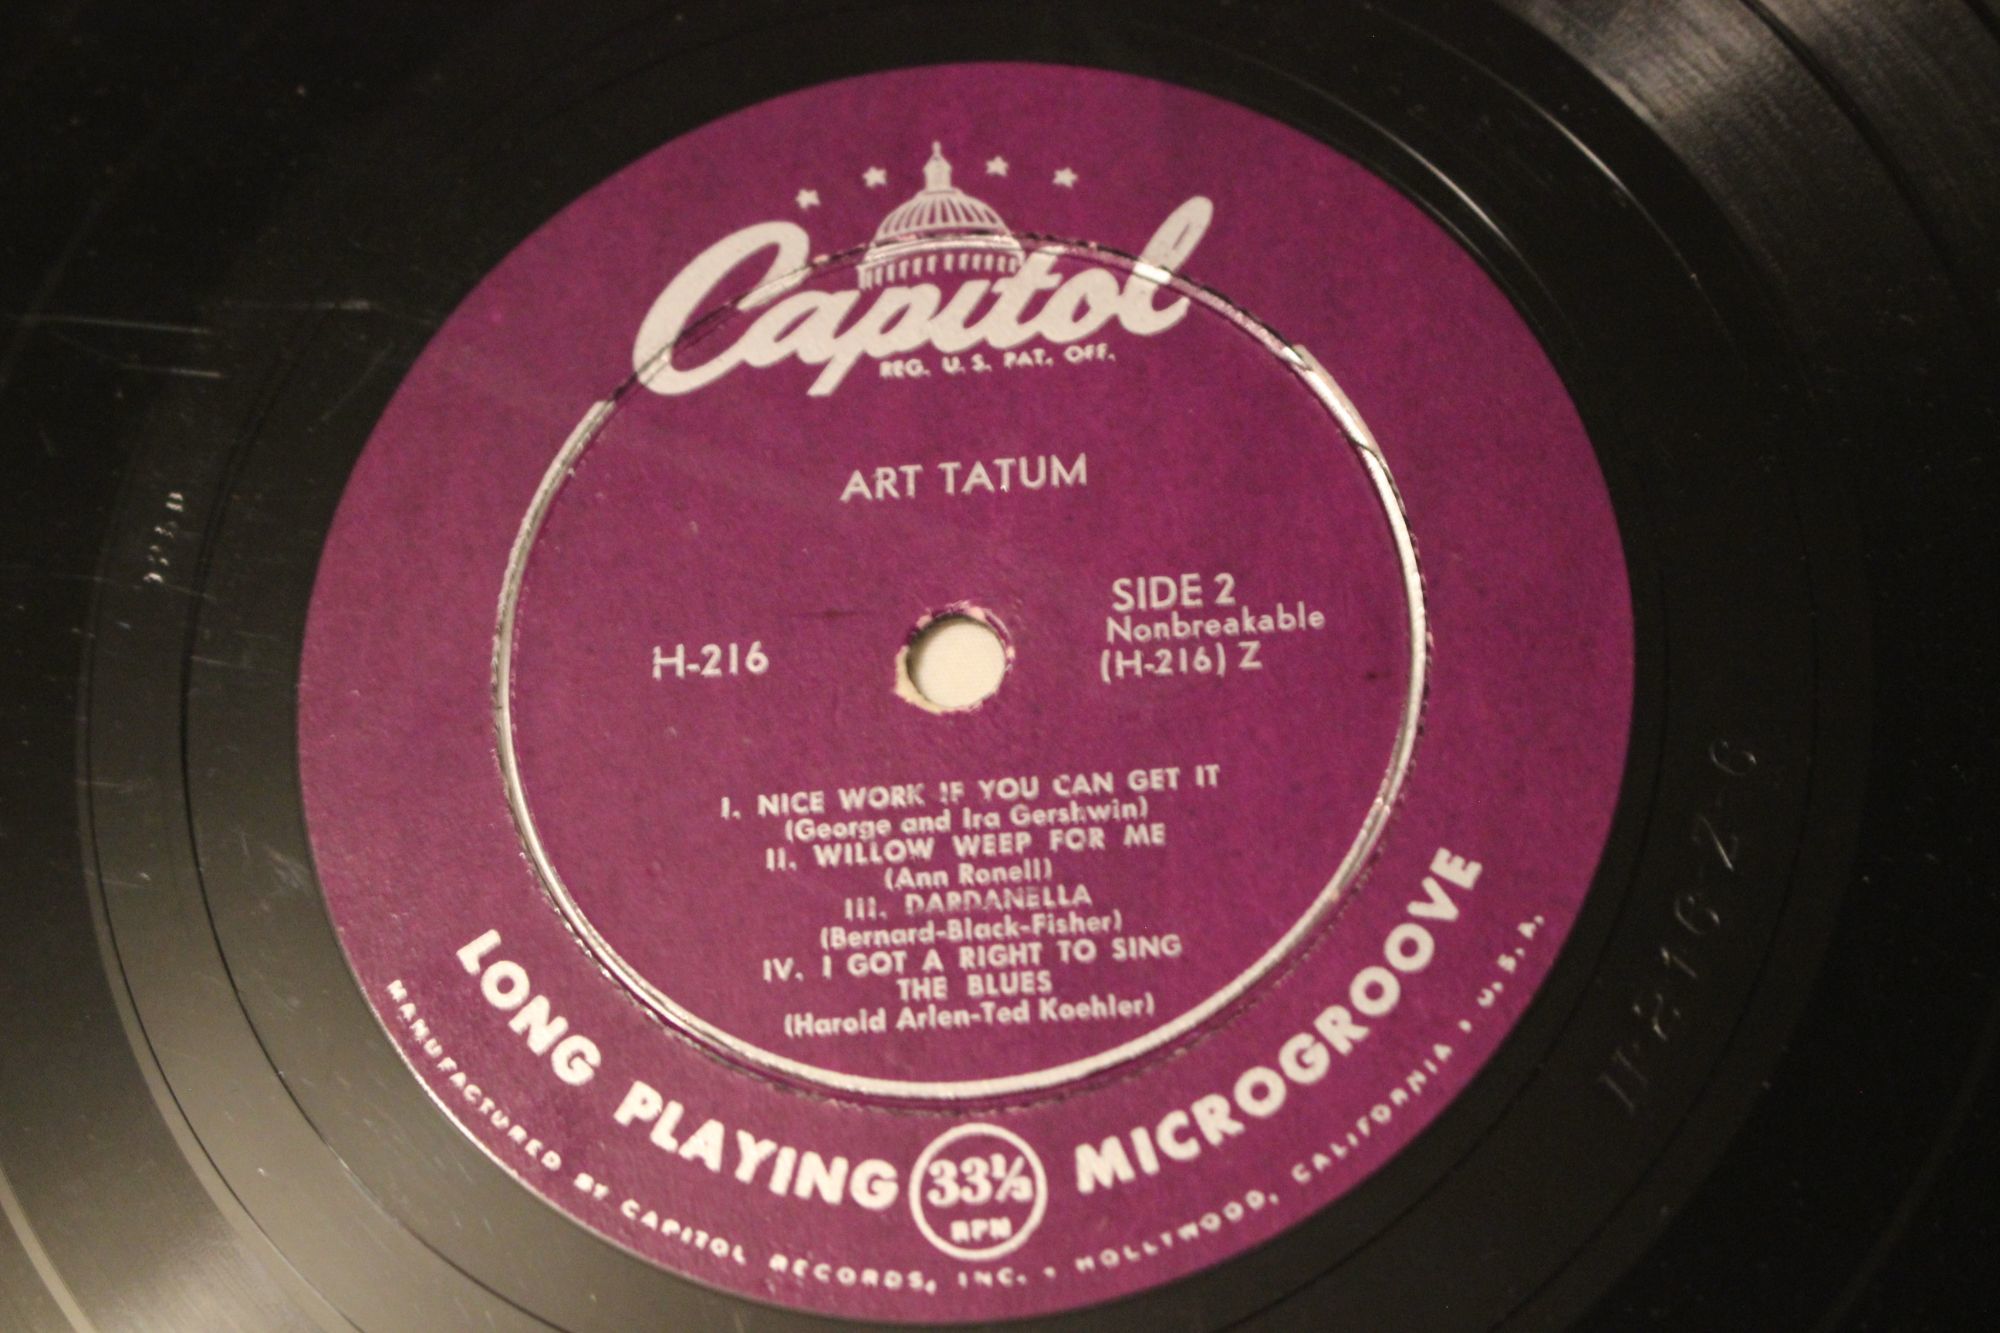 Capitol
REG. U.S. PAT. OFF.
ART TATUM
H-216
SIDE 2
Nonbreakable
(H-216) Z
I. NICE WORK IF YOU CAN GET IT
(George and Ira Gershwin)
II. WILLOW WEEP FOR ME
(Ann Ronell)
III. DARDANELLA
(Bernard-Black-Fisher)
IV. I GOT A RIGHT TO SING
THE BLUES
(Harold Arlen-Ted Koehler)
LONG PLAYING 33⅓ RPM MICROGROOVE
MANUFACTURED BY CAPITOL RECORDS, INC. • HOLLYWOOD, CALIFORNIA • U.S.A.
H-216-Z-6